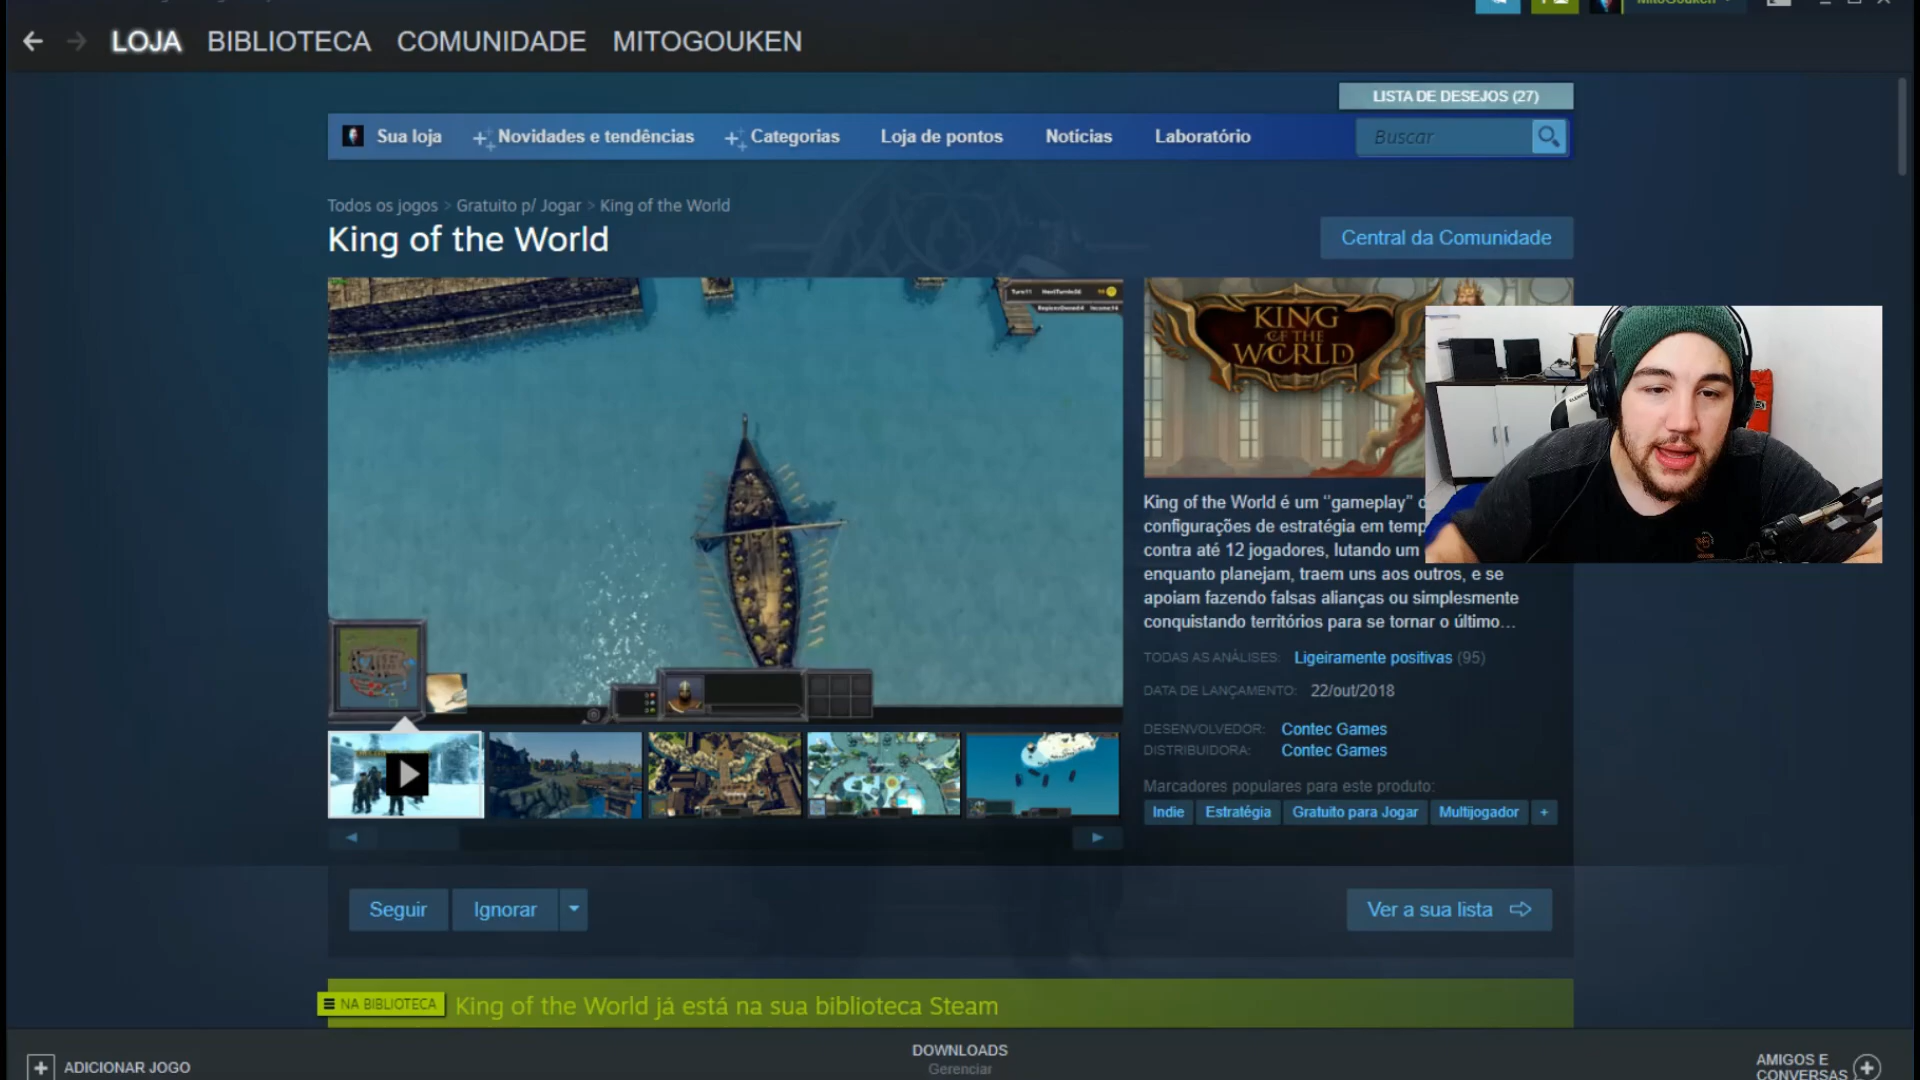 MitoGouken
LOJA BIBLIOTECA COMUNIDADE MITOGOUKEN
LISTA DE DESEJOS (27)
Sua loja Novidades e tendências Categorias Loja de pontos Notícias Laboratório Buscar
Todos os jogos > Gratuito p/ Jogar > King of the World
King of the World
Central da Comunidade
KING
OF THE
WORLD
King of the World é um "gameplay" d
configurações de estratégia em temp
contra até 12 jogadores, lutando um
enquanto planejam, traem uns aos outros, e se
apoiam fazendo falsas alianças ou simplesmente
conquistando territórios para se tornar o último...
TODAS AS ANÁLISES: Ligeiramente positivas (95)
DATA DE LANÇAMENTO: 22/out/2018
DESENVOLVEDOR: Contec Games
DISTRIBUIDORA: Contec Games
Marcadores populares para este produto:
Indie Estratégia Gratuito para Jogar Multijogador +
Seguir Ignorar Ver a sua lista
NA BIBLIOTECA King of the World já está na sua biblioteca Steam
ADICIONAR JOGO
DOWNLOADS
Gerenciar
AMIGOS E
CONVERSAS